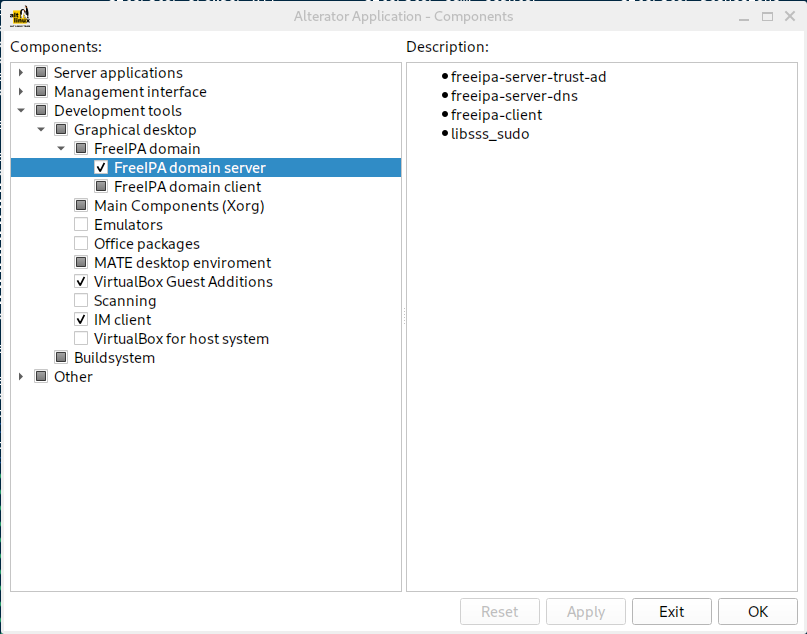 Alterator Application - Components
Components:
Description:
Server applications
Management interface
Development tools
Graphical desktop
FreeIPA domain
FreeIPA domain server
FreeIPA domain client
Main Components (Xorg)
Emulators
Office packages
MATE desktop enviroment
VirtualBox Guest Additions
Scanning
IM client
VirtualBox for host system
Buildsystem
Other
freeipa-server-trust-ad
freeipa-server-dns
freeipa-client
libsss_sudo
Reset
Apply
Exit
OK